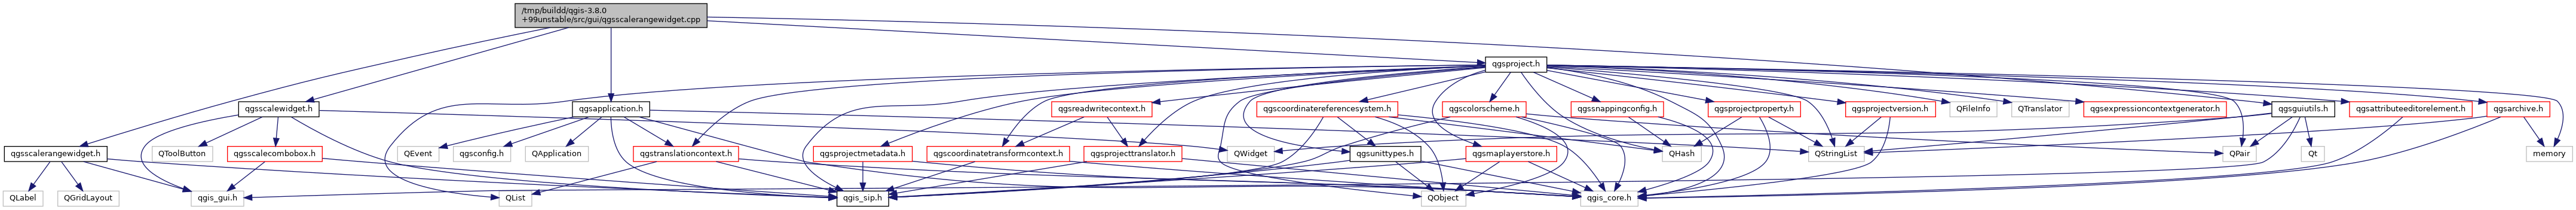 /tmp/buildd/qgis-3.8.0
+99unstable/src/gui/qgsscalerangewidget.cpp
qgsproject.h
qgsscalewidget.h
qgsapplication.h
qgsreadwritecontext.h
qgscoordinatereferencesystem.h
qgscolorscheme.h
qgssnappingconfig.h
qgsprojectproperty.h
qgsprojectversion.h
QFileInfo
QTranslator
qgsexpressioncontextgenerator.h
qgsguiutils.h
qgsattributeeditorelement.h
qgsarchive.h
qgsscalerangewidget.h
QToolButton
qgsscalecombobox.h
QEvent
qgsconfig.h
QApplication
qgstranslationcontext.h
qgsprojectmetadata.h
qgscoordinatetransformcontext.h
qgsprojecttranslator.h
QWidget
qgsunittypes.h
qgsmaplayerstore.h
QHash
QStringList
QPair
Qt
memory
QLabel
QGridLayout
qgis_gui.h
QList
qgis_sip.h
QObject
qgis_core.h